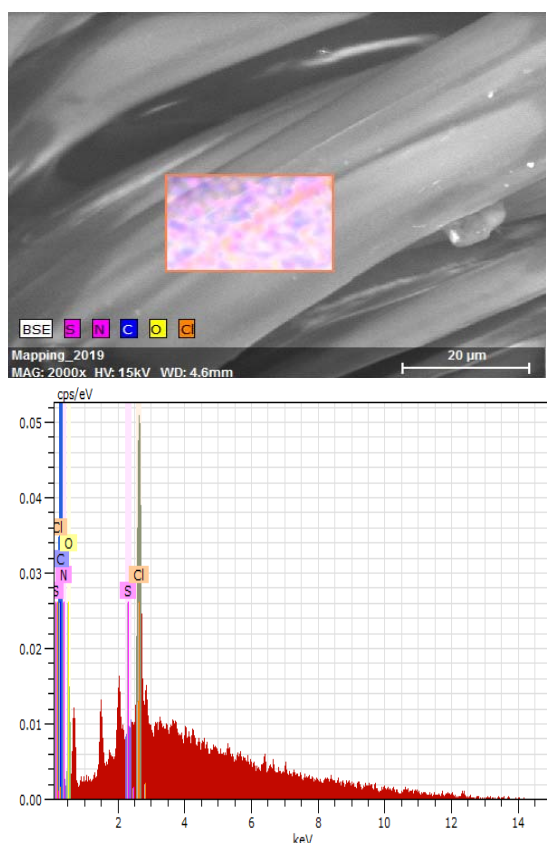 BSE S N C O Cl
Mapping_2019
MAG: 2000x HV: 15kV WD: 4.6mm
20 µm
cps/eV
0.05
0.04
0.03
0.02
0.01
0.00
Cl
O
C
N
S
S
Cl
2 4 6 8 10 12 14
keV